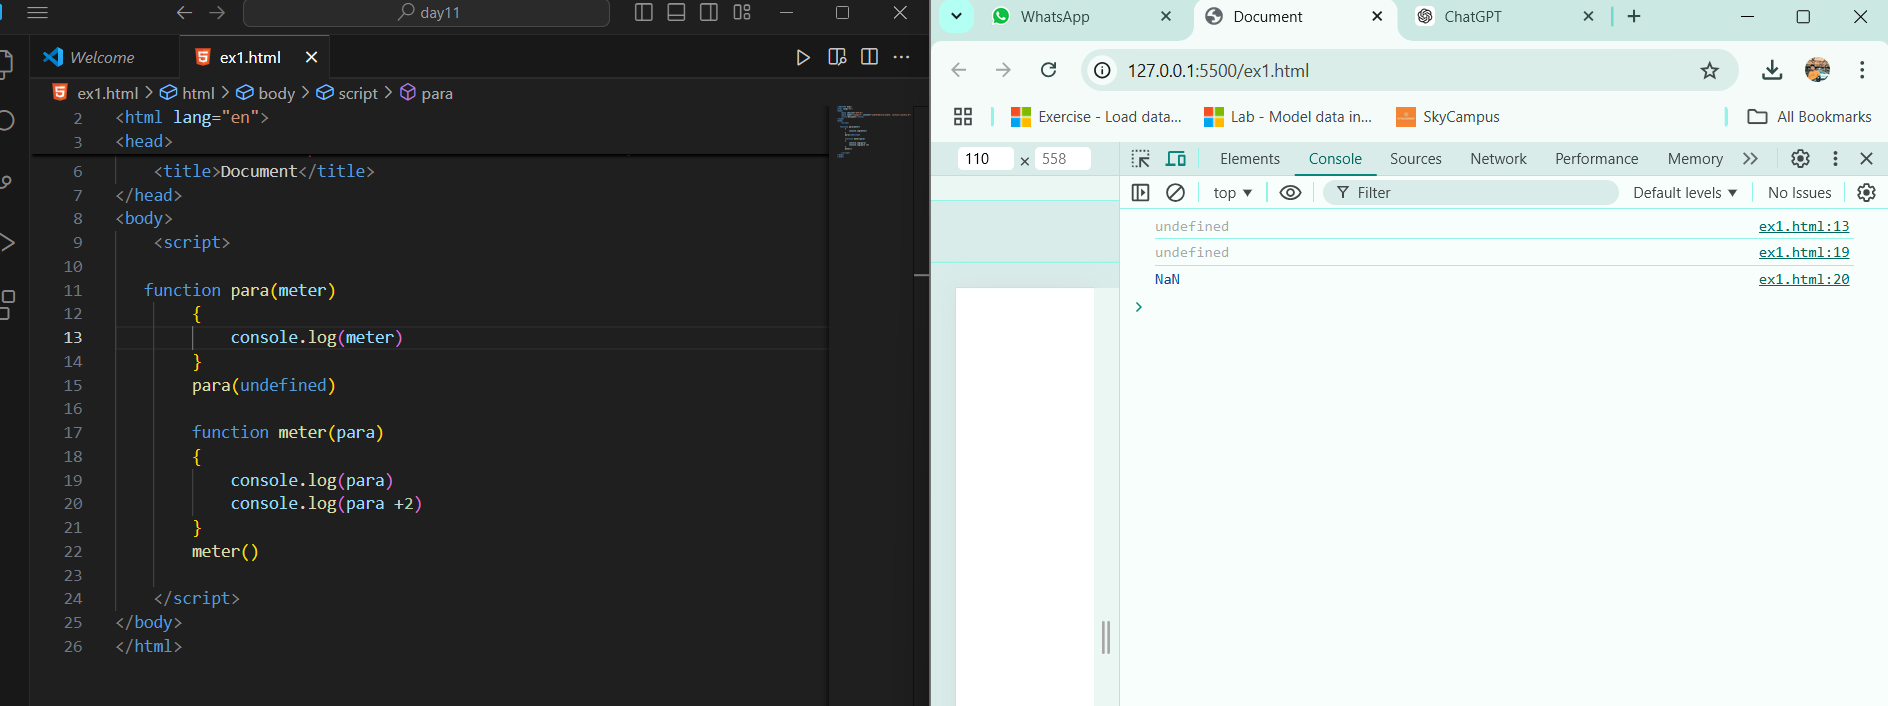 day11
Welcome
ex1.html
ex1.html > html > body > script > para
2 <html lang="en">
3 <head>
6 <title>Document</title>
7 </head>
8 <body>
9 <script>
10
11 function para(meter)
12 {
13 console.log(meter)
14 }
15 para(undefined)
16
17 function meter(para)
18 {
19 console.log(para)
20 console.log(para +2)
21 }
22 meter()
23
24 </script>
25 </body>
26 </html>
WhatsApp
Document
ChatGPT
127.0.0.1:5500/ex1.html
Exercise - Load data...
Lab - Model data in...
SkyCampus
All Bookmarks
110 × 558
Elements Console Sources Network Performance Memory
top Filter Default levels No Issues
undefined ex1.html:13
undefined ex1.html:19
NaN ex1.html:20